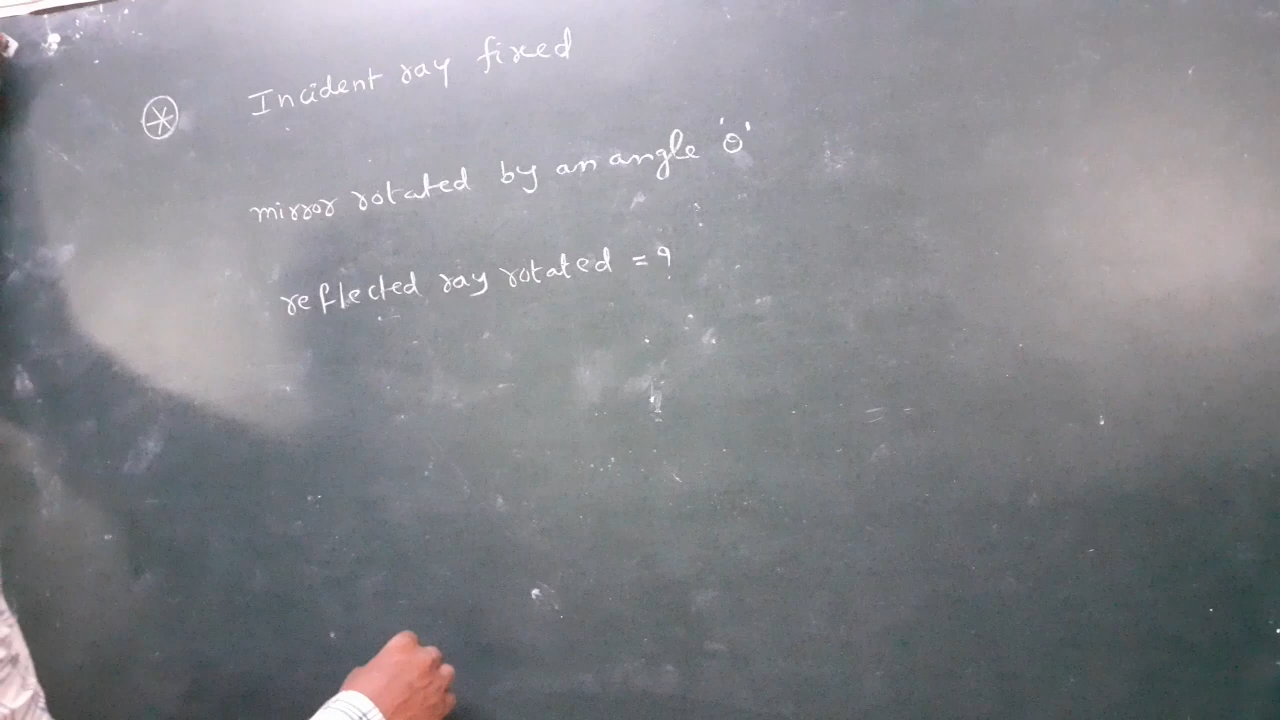 Incident ray fixed
mirror rotated by an angle 'θ'
reflected ray rotated = ?